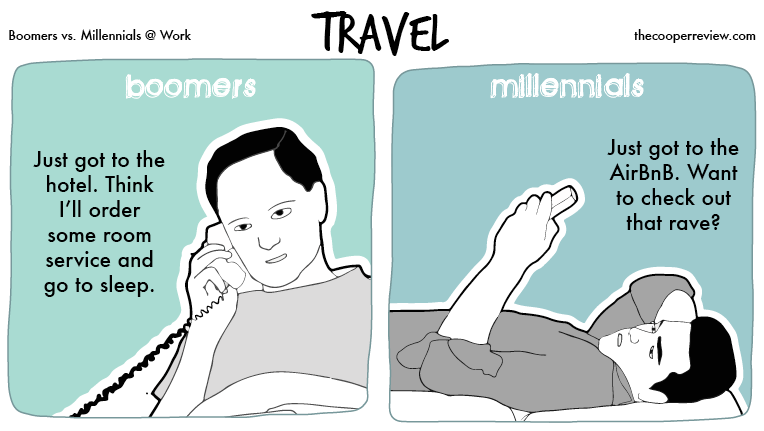 Boomers vs. Millennials @ Work
TRAVEL
thecooperreview.com
boomers
Just got to the
hotel. Think
I'll order
some room
service and
go to sleep.
millennials
Just got to the
AirBnB. Want
to check out
that rave?